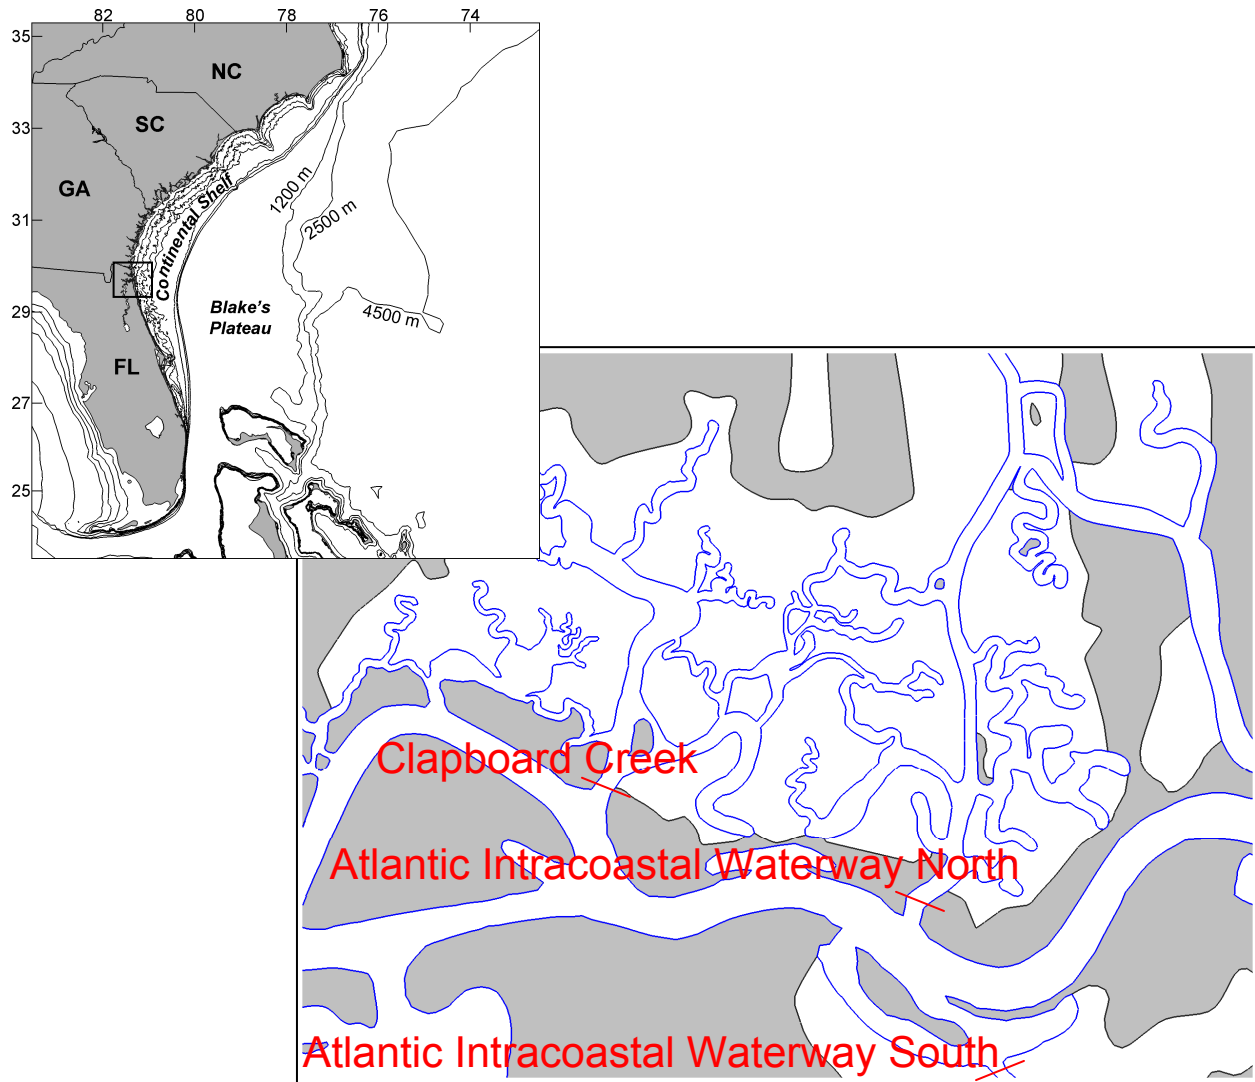 82 80 78 76 74
35
NC
33
SC
GA
1200 m
Continental Shelf
2500 m
31
29
Blake's
Plateau
4500 m
FL
27
25
Clapboard Creek
Atlantic Intracoastal Waterway North
Atlantic Intracoastal Waterway South